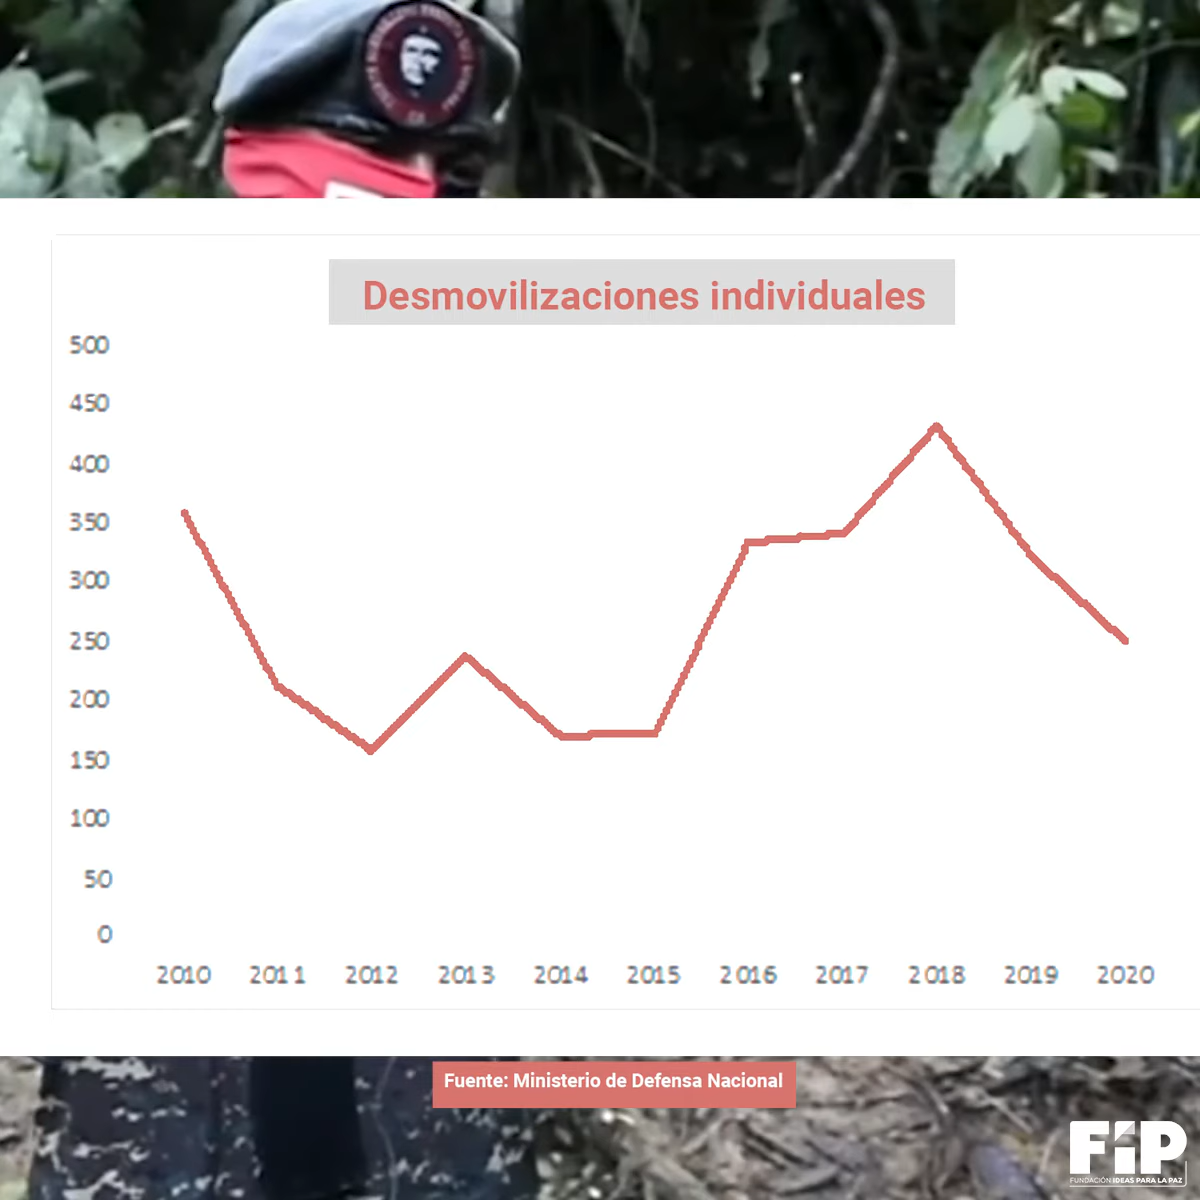 Desmovilizaciones individuales
500
450
400
350
300
250
200
150
100
50
0
2010 2011 2012 2013 2014 2015 2016 2017 2018 2019 2020
Fuente: Ministerio de Defensa Nacional
FiP
FUNDACIÓN IDEAS PARA LA PAZ